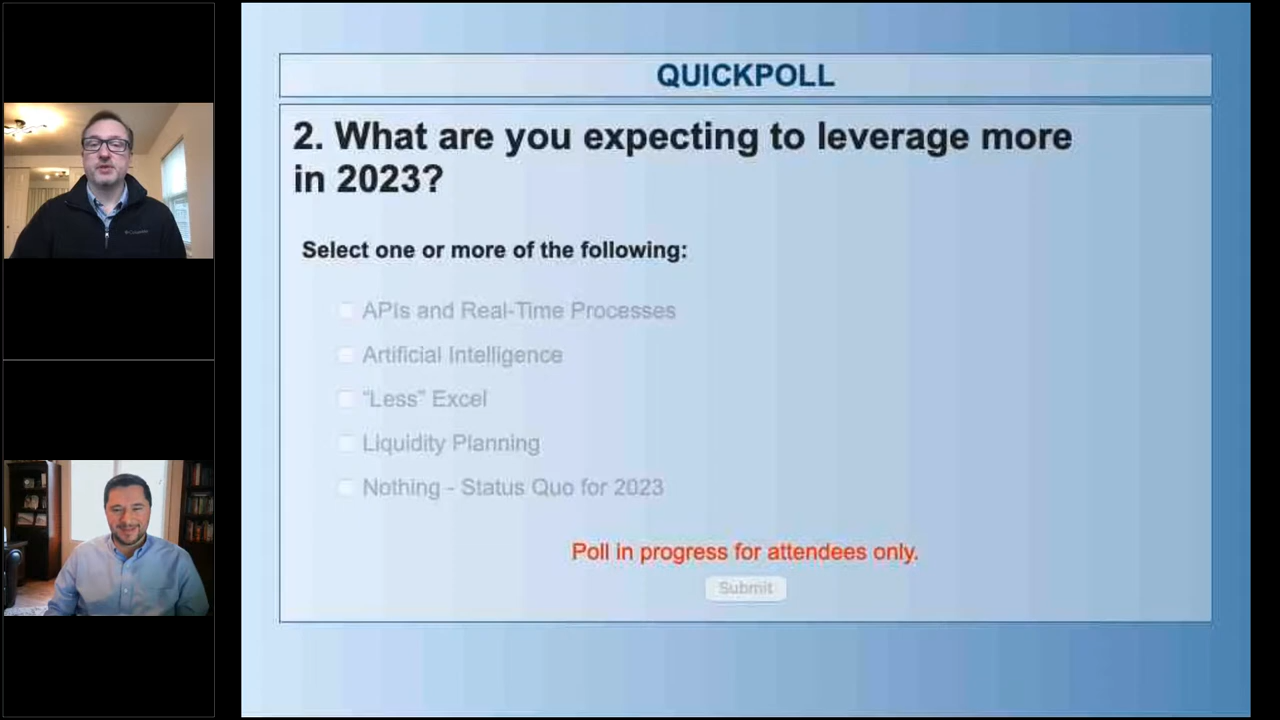 QUICKPOLL
2. What are you expecting to leverage more
in 2023?
Select one or more of the following:
APIs and Real-Time Processes
Artificial Intelligence
“Less” Excel
Liquidity Planning
Nothing - Status Quo for 2023
Poll in progress for attendees only.
Submit